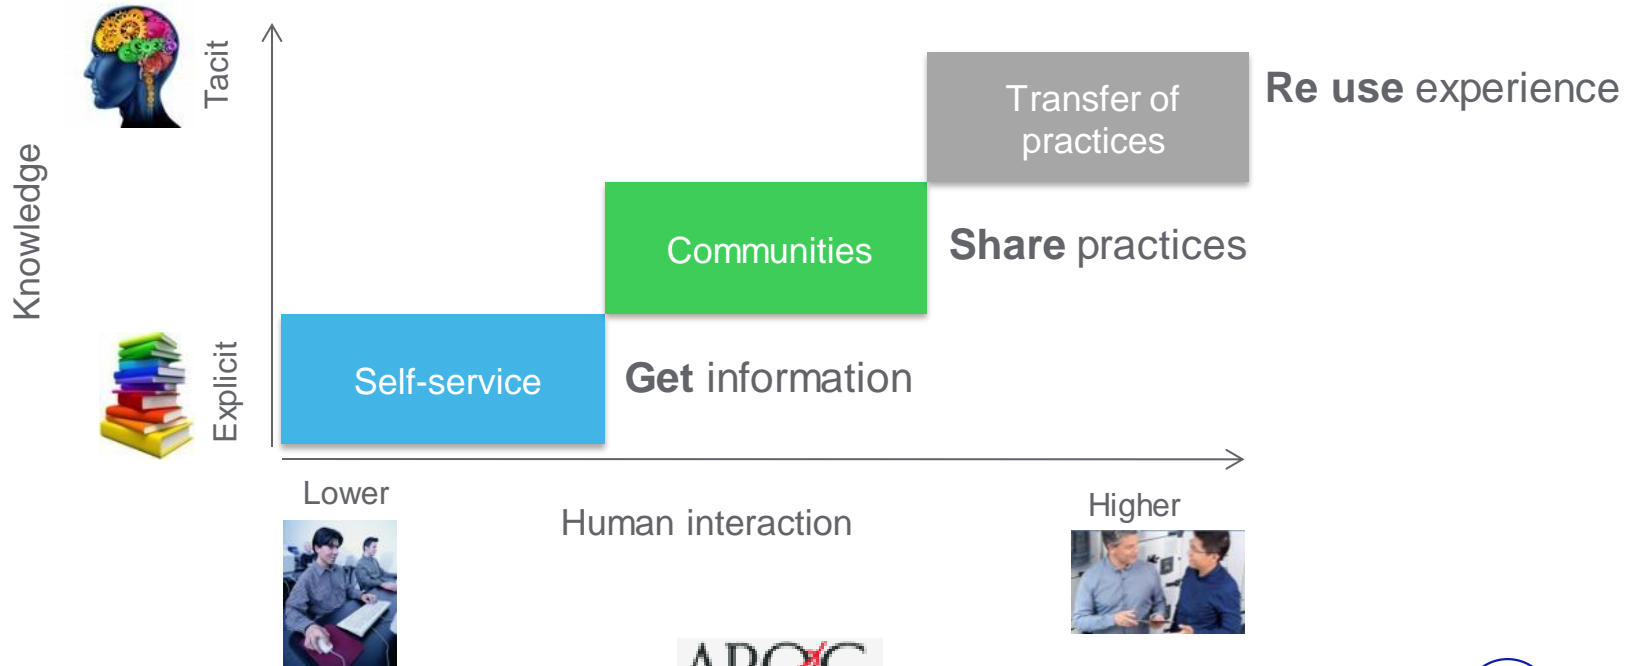 Knowledge
Tacit
Explicit
Transfer of
practices
Re use experience
Communities
Share practices
Self-service
Get information
Lower
Human interaction
Higher
APQC